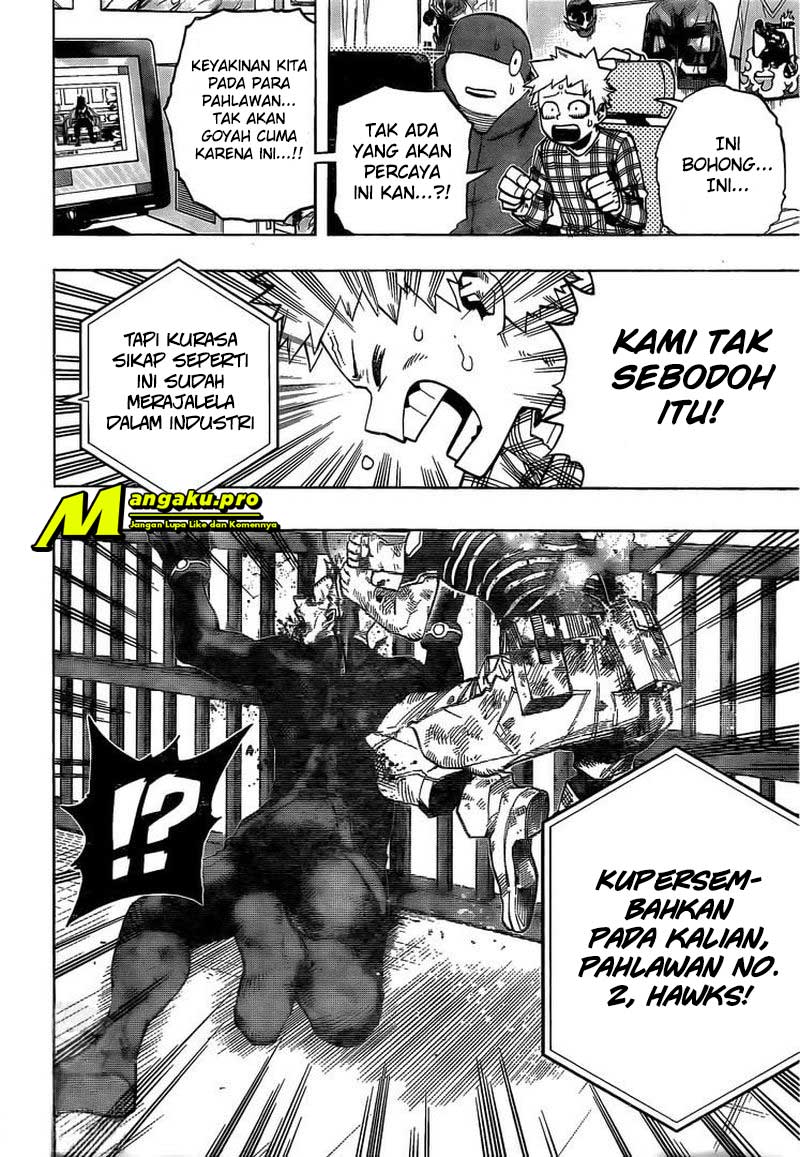 INI
BOHONG...
INI...
TAK ADA
YANG AKAN
PERCAYA
INI KAN...?!
KEYAKINAN KITA
PADA PARA
PAHLAWAN...
TAK AKAN
GOYAH CUMA
KARENA INI...!!
KAMI TAK
SEBODOH
ITU!
TAPI KURASA
SIKAP SEPERTI
INI SUDAH
MERAJALELA
DALAM INDUSTRI
Mangaku.pro
Jangan Lupa Like dan Komennya
!?
KUPERSEM-
BAHKAN
PADA KALIAN,
PAHLAWAN NO.
2, HAWKS!